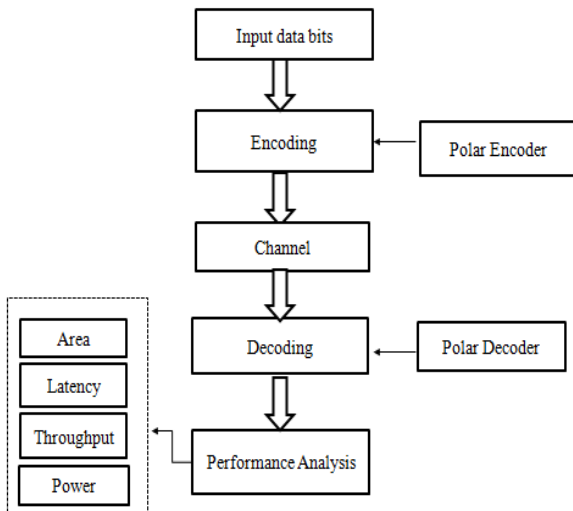 Input data bits
Encoding
Polar Encoder
Channel
Decoding
Polar Decoder
Area
Latency
Throughput
Power
Performance Analysis